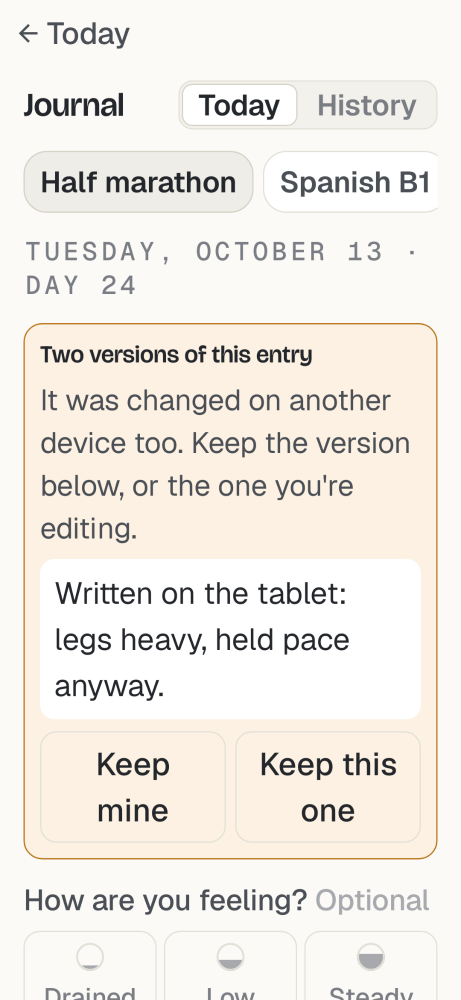 ← Today
Journal
Today
History
Half marathon
Spanish B1
TUESDAY, OCTOBER 13 ·
DAY 24
Two versions of this entry
It was changed on another
device too. Keep the version
below, or the one you're
editing.
Written on the tablet:
legs heavy, held pace
anyway.
Keep
mine
Keep this
one
How are you feeling? Optional
Drained
Low
Steady